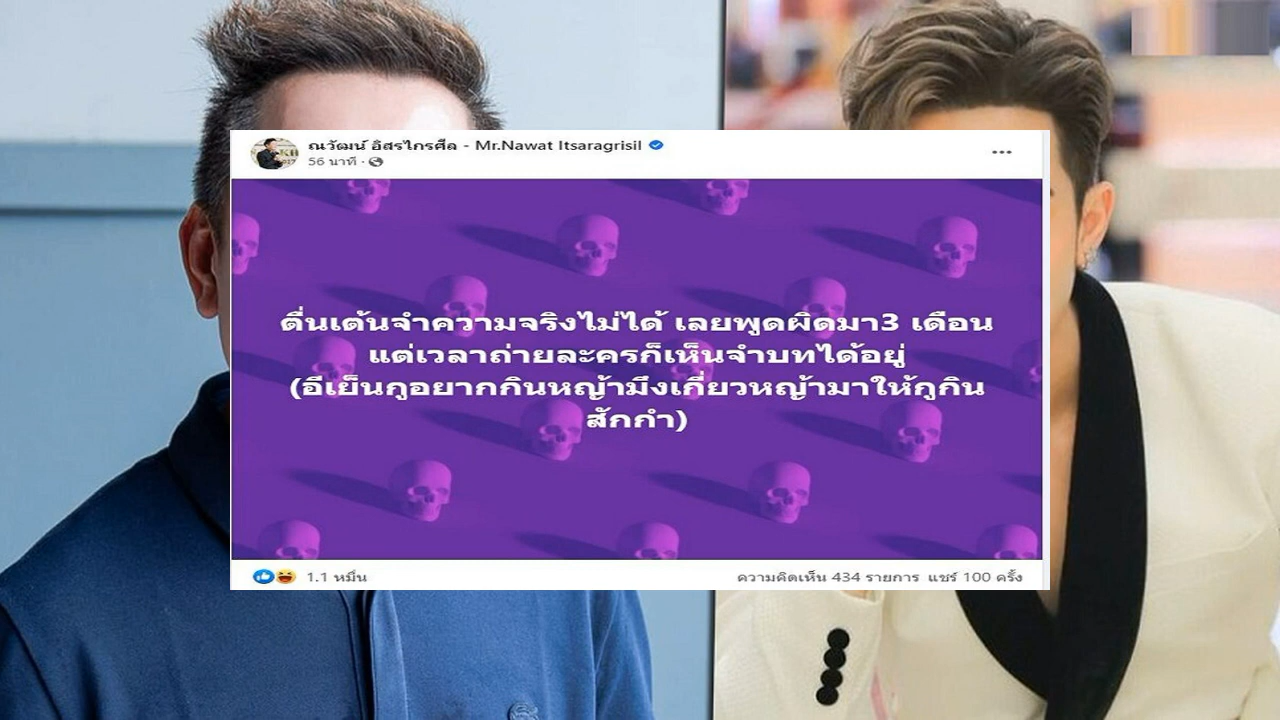 ณวัฒน์ อิสรไกรศีล - Mr.Nawat Itsaragrisil
56 นาที ·
ตื่นเต้นจำความจริงไม่ได้ เลยพูดผิดมา3 เดือน
แต่เวลาถ่ายละครก็เห็นจำบทได้อยู่
(อีเย็นกูอยากกินหญ้ามึงเกี่ยวหญ้ามาให้กูกิน
สักกำ)
1.1 หมื่น
ความคิดเห็น 434 รายการ แชร์ 100 ครั้ง